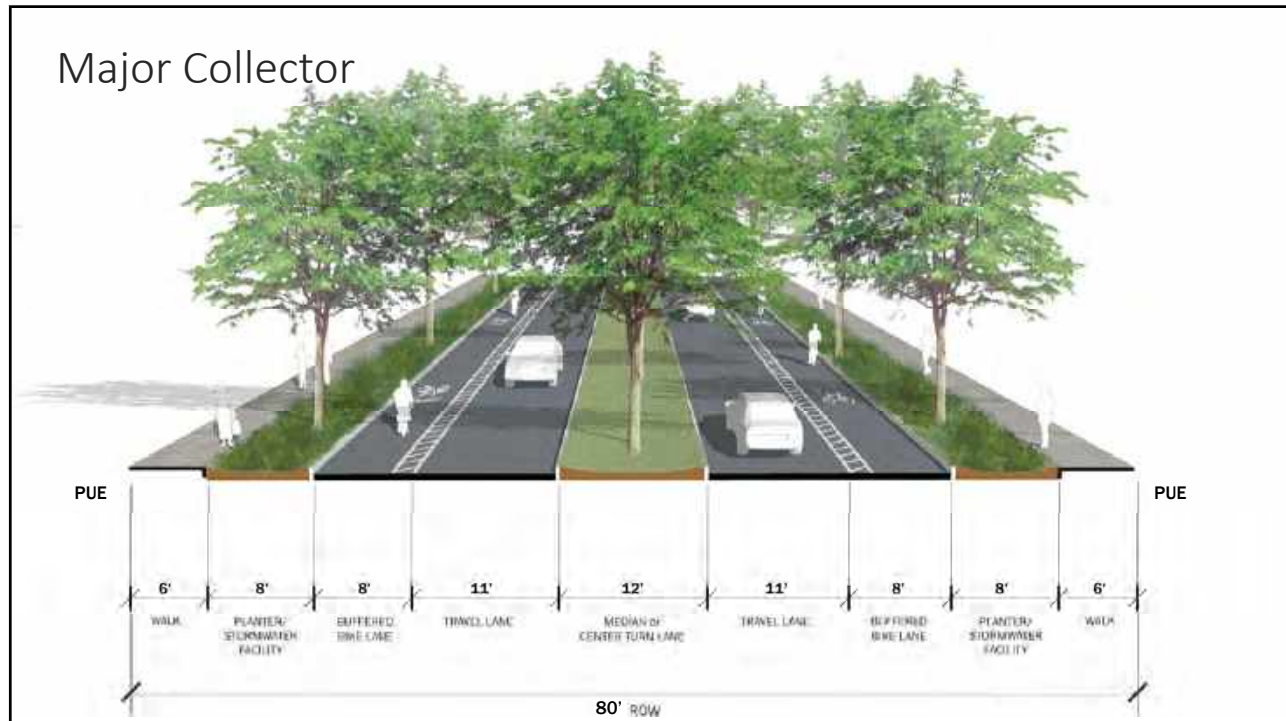 Major Collector
PUE
PUE
6' 8' 8' 11' 12' 11' 8' 8' 6'
WALK
PLANTER/
STORMWATER
FACILITY
BUFFERED
BIKE LANE
TRAVEL LANE
MEDIAN or
CENTER TURN LANE
TRAVEL LANE
BUFFERED
BIKE LANE
PLANTER/
STORMWATER
FACILITY
WALK
80' ROW